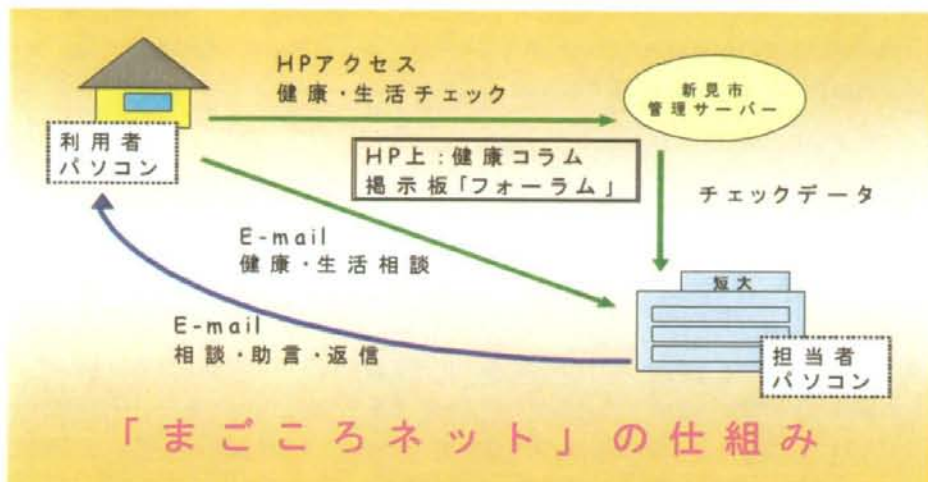 HPアクセス
健康・生活チェック
新見市
管理サーバー
利用者
パソコン
HP上:健康コラム
掲示板「フォーラム」
チェックデータ
E-mail
健康・生活相談
短大
E-mail
相談・助言・返信
担当者
パソコン
「まごころネット」の仕組み